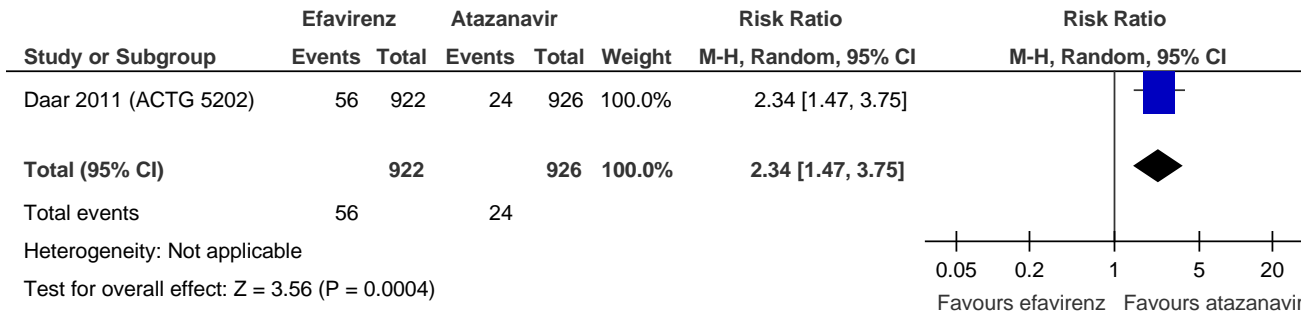 Efavirenz Atazanavir Risk Ratio Risk Ratio
Study or Subgroup Events Total Events Total Weight M-H, Random, 95% CI M-H, Random, 95% CI
Daar 2011 (ACTG 5202) 56 922 24 926 100.0% 2.34 [1.47, 3.75]
Total (95% CI) 922 926 100.0% 2.34 [1.47, 3.75]
Total events 56 24
Heterogeneity: Not applicable
Test for overall effect: Z = 3.56 (P = 0.0004)
0.05 0.2 1 5 20
Favours efavirenz Favours atazanavir